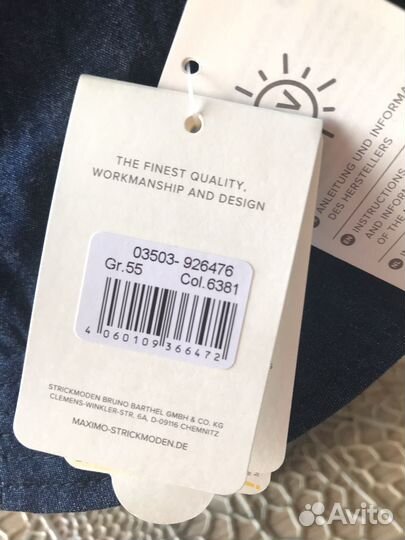 THE FINEST QUALITY,
WORKMANSHIP AND DESIGN
03503- 926476
Gr.55 Col.6381
4 060109 366472
STRICKMODEN BRUNO BARTHEL GMBH & CO. KG
CLEMENS-WINKLER-STR. 6A, D-09116 CHEMNITZ
MAXIMO-STRICKMODEN.DE
V
ANLEITUNG UND INFORMA
DES HERSTELLERS
INSTRUCTIONS
AND INFORM
OF THE
Avito